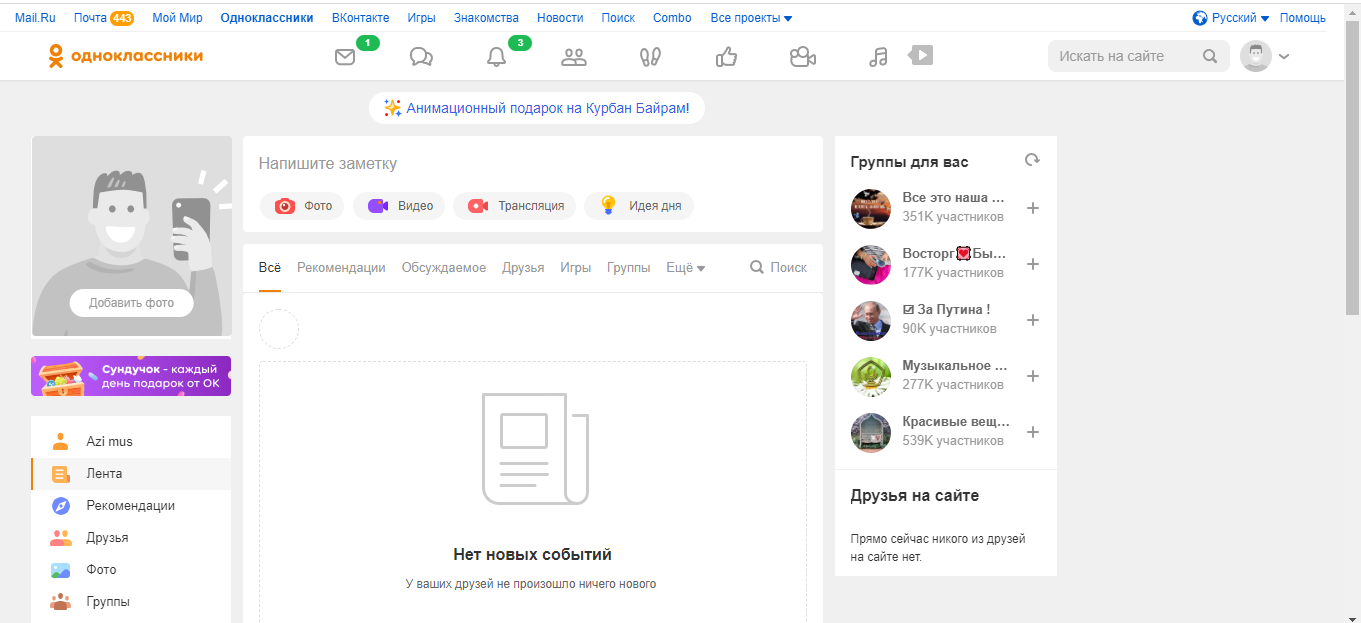 Mail.Ru Почта 443 Мой Мир Одноклассники ВКонтакте Игры Знакомства Новости Поиск Combo Все проекты Русский Помощь
одноклассники 1 3 Искать на сайте
Анимационный подарок на Курбан Байрам!
Добавить фото
Сундучок - каждый
день подарок от ОК
Azi mus
Лента
Рекомендации
Друзья
Фото
Группы
Напишите заметку
Фото Видео Трансляция Идея дня
Всё Рекомендации Обсуждаемое Друзья Игры Группы Ещё Поиск
Нет новых событий
У ваших друзей не произошло ничего нового
Группы для вас
Все это наша ...
351K участников
Восторг💓Бы...
177K участников
☑ За Путина !
90K участников
Музыкальное ...
277K участников
Красивые вещ...
539K участников
Друзья на сайте
Прямо сейчас никого из друзей
на сайте нет.